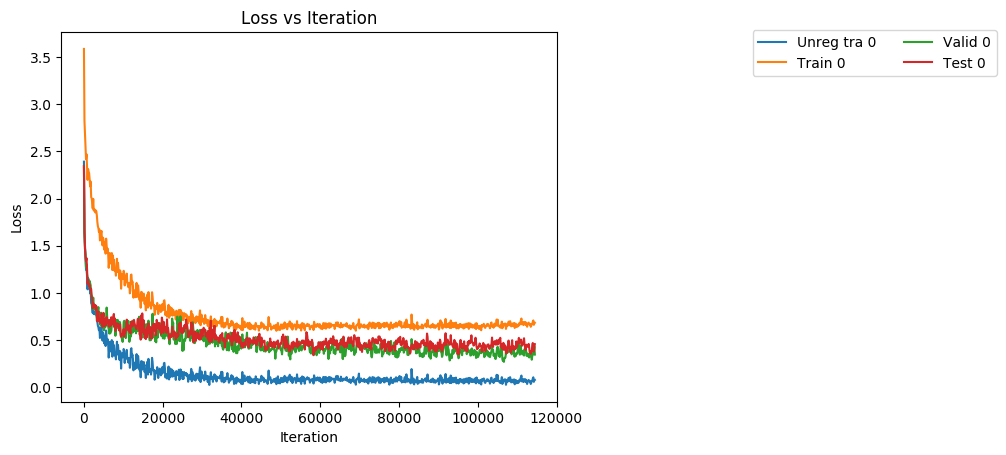 Loss vs Iteration
Unreg tra 0
Train 0
Valid 0
Test 0
3.5
3.0
2.5
2.0
1.5
1.0
0.5
0.0
Loss
0 20000 40000 60000 80000 100000 120000
Iteration